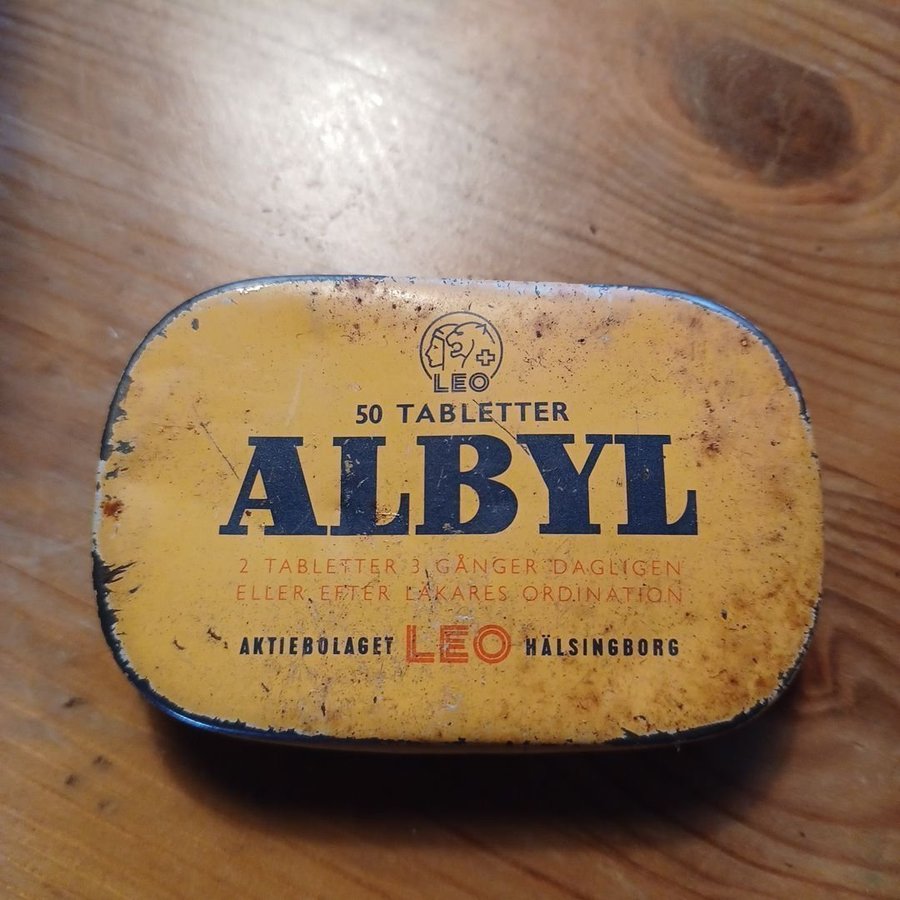 LEO
50 TABLETTER
ALBYL
2 TABLETTER 3 GÅNGER DAGLIGEN
ELLER EFTER LÄKARES ORDINATION
AKTIEBOLAGET LEO HÄLSINGBORG